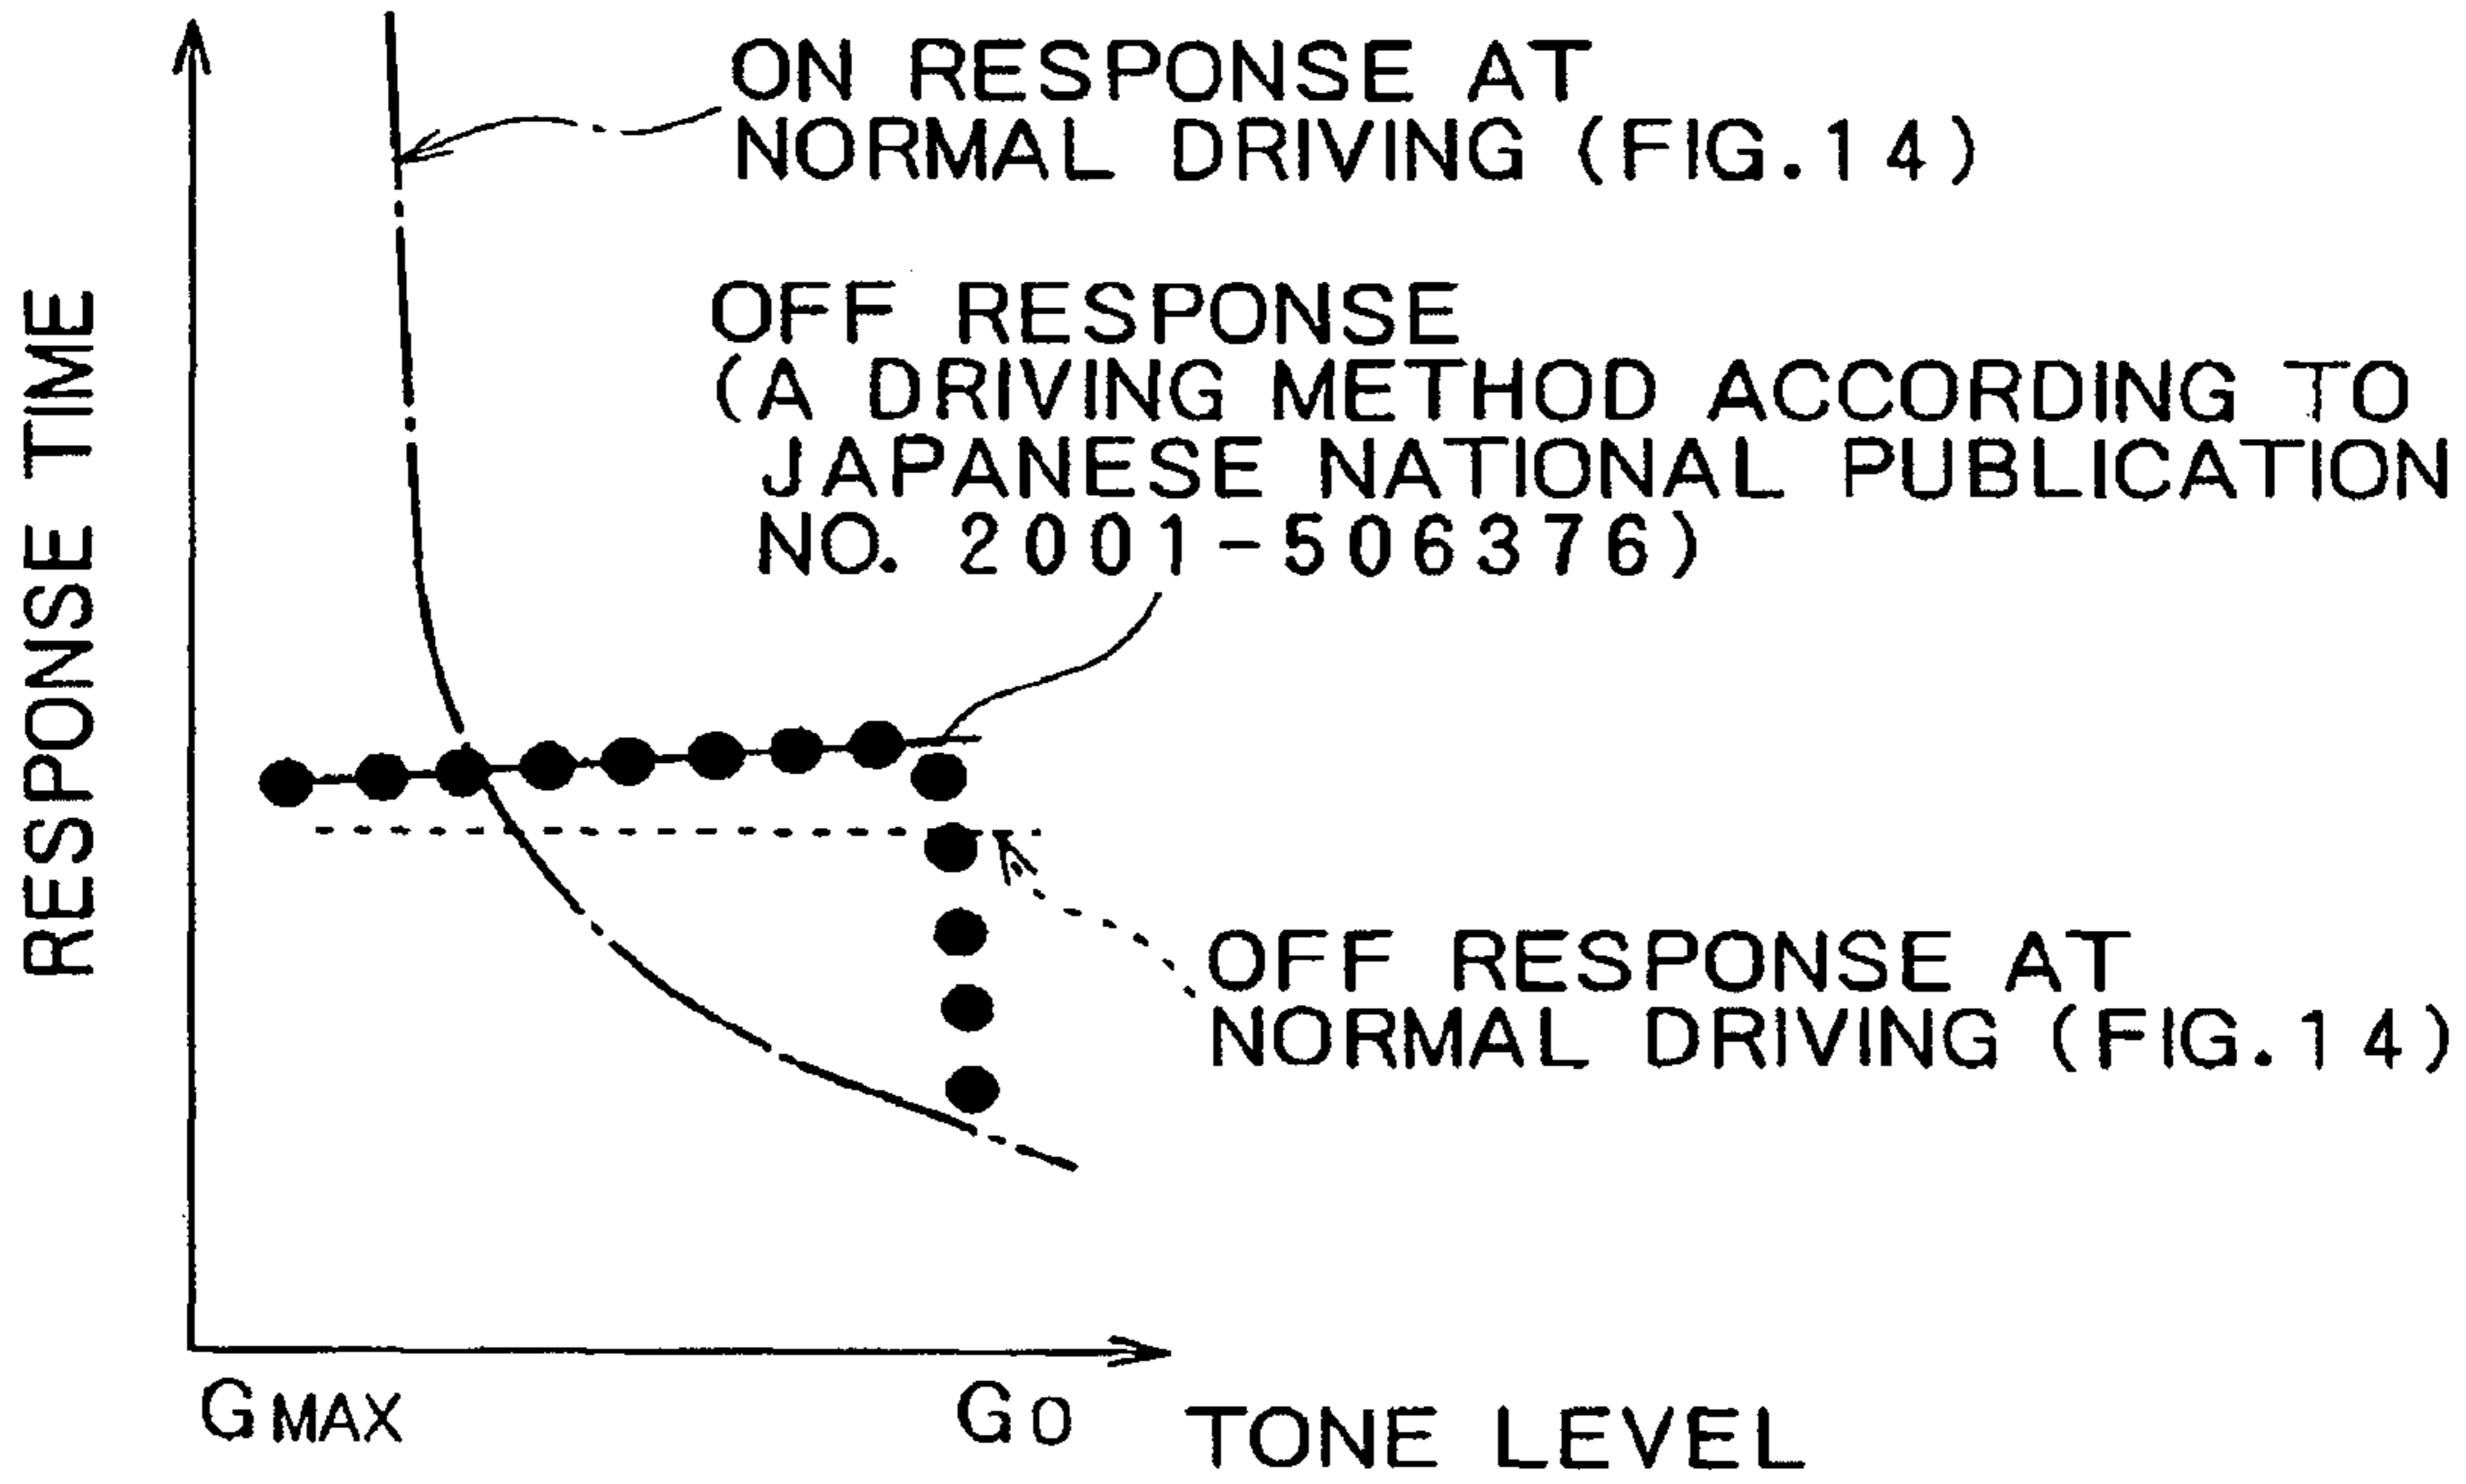 ON RESPONSE AT
NORMAL DRIVING (FIG.14)
OFF RESPONSE
(A DRIVING METHOD ACCORDING TO
JAPANESE NATIONAL PUBLICATION
NO. 2001-506376)
RESPONSE TIME
OFF RESPONSE AT
NORMAL DRIVING (FIG.14)
GMAX
G0
TONE LEVEL